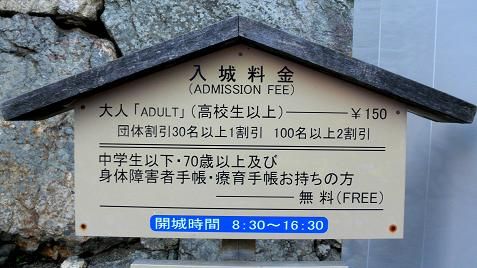 入城料金
(ADMISSION FEE)
大人「ADULT」(高校生以上)――¥150
団体割引30名以上1割引 100名以上2割引
中学生以下・70歳以上及び
身体障害者手帳・療育手帳お持ちの方
――無料(FREE)
開城時間 8:30～16:30